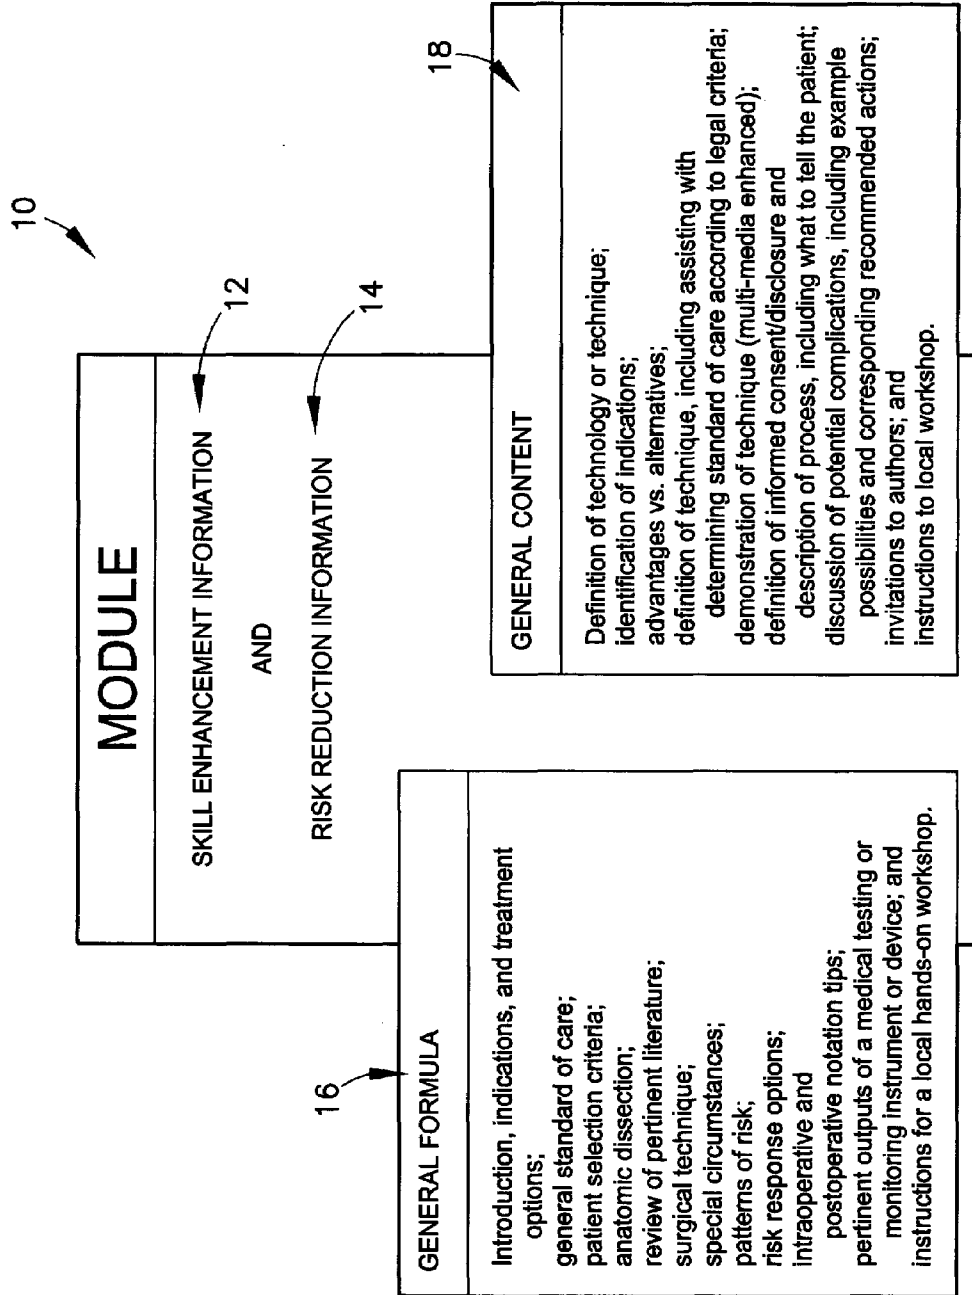 10
MODULE
SKILL ENHANCEMENT INFORMATION
12
AND
RISK REDUCTION INFORMATION
14
16
GENERAL FORMULA
Introduction, indications, and treatment
options;
general standard of care;
patient selection criteria;
anatomic dissection;
review of pertinent literature;
surgical technique;
special circumstances;
patterns of risk;
risk response options;
intraoperative and
postoperative notation tips;
pertinent outputs of a medical testing or
monitoring instrument or device; and
instructions for a local hands-on workshop.
18
GENERAL CONTENT
Definition of technology or technique;
identification of indications;
advantages vs. alternatives;
definition of technique, including assisting with
determining standard of care according to legal criteria;
demonstration of technique (multi-media enhanced);
definition of informed consent/disclosure and
description of process, including what to tell the patient;
discussion of potential complications, including example
possibilities and corresponding recommended actions;
invitations to authors; and
instructions to local workshop.